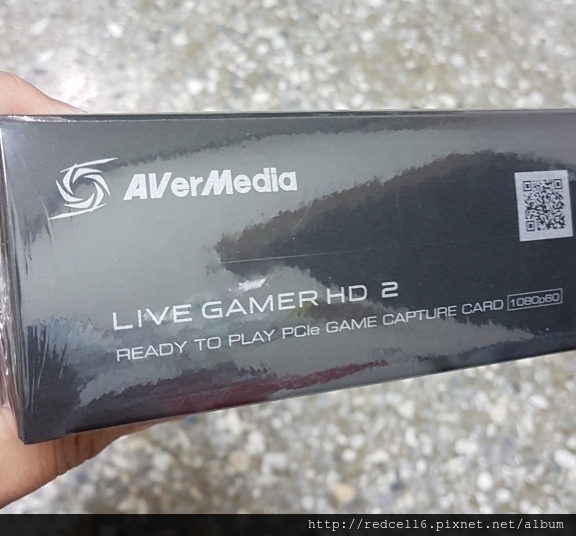 AVerMedia
LIVE GAMER HD 2
READY TO PLAY PCIe GAME CAPTURE CARD 1080p60
http://redcell6.pixnet.net/album